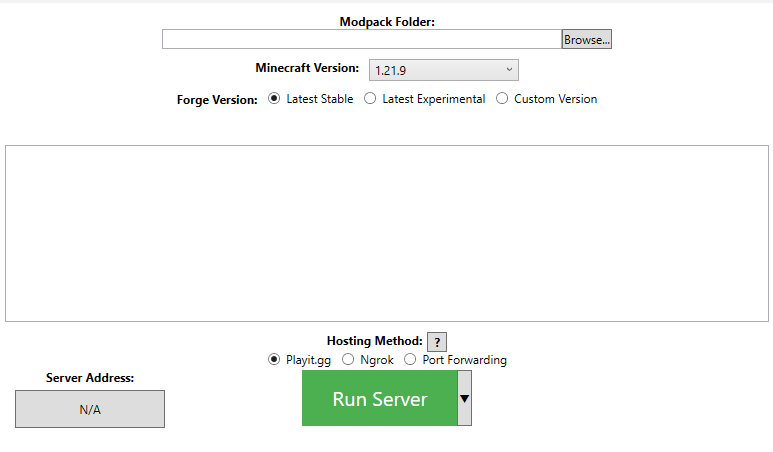 Modpack Folder:
Browse...
Minecraft Version: 1.21.9
Forge Version: Latest Stable Latest Experimental Custom Version
Hosting Method: ?
Playit.gg Ngrok Port Forwarding
Server Address:
N/A
Run Server